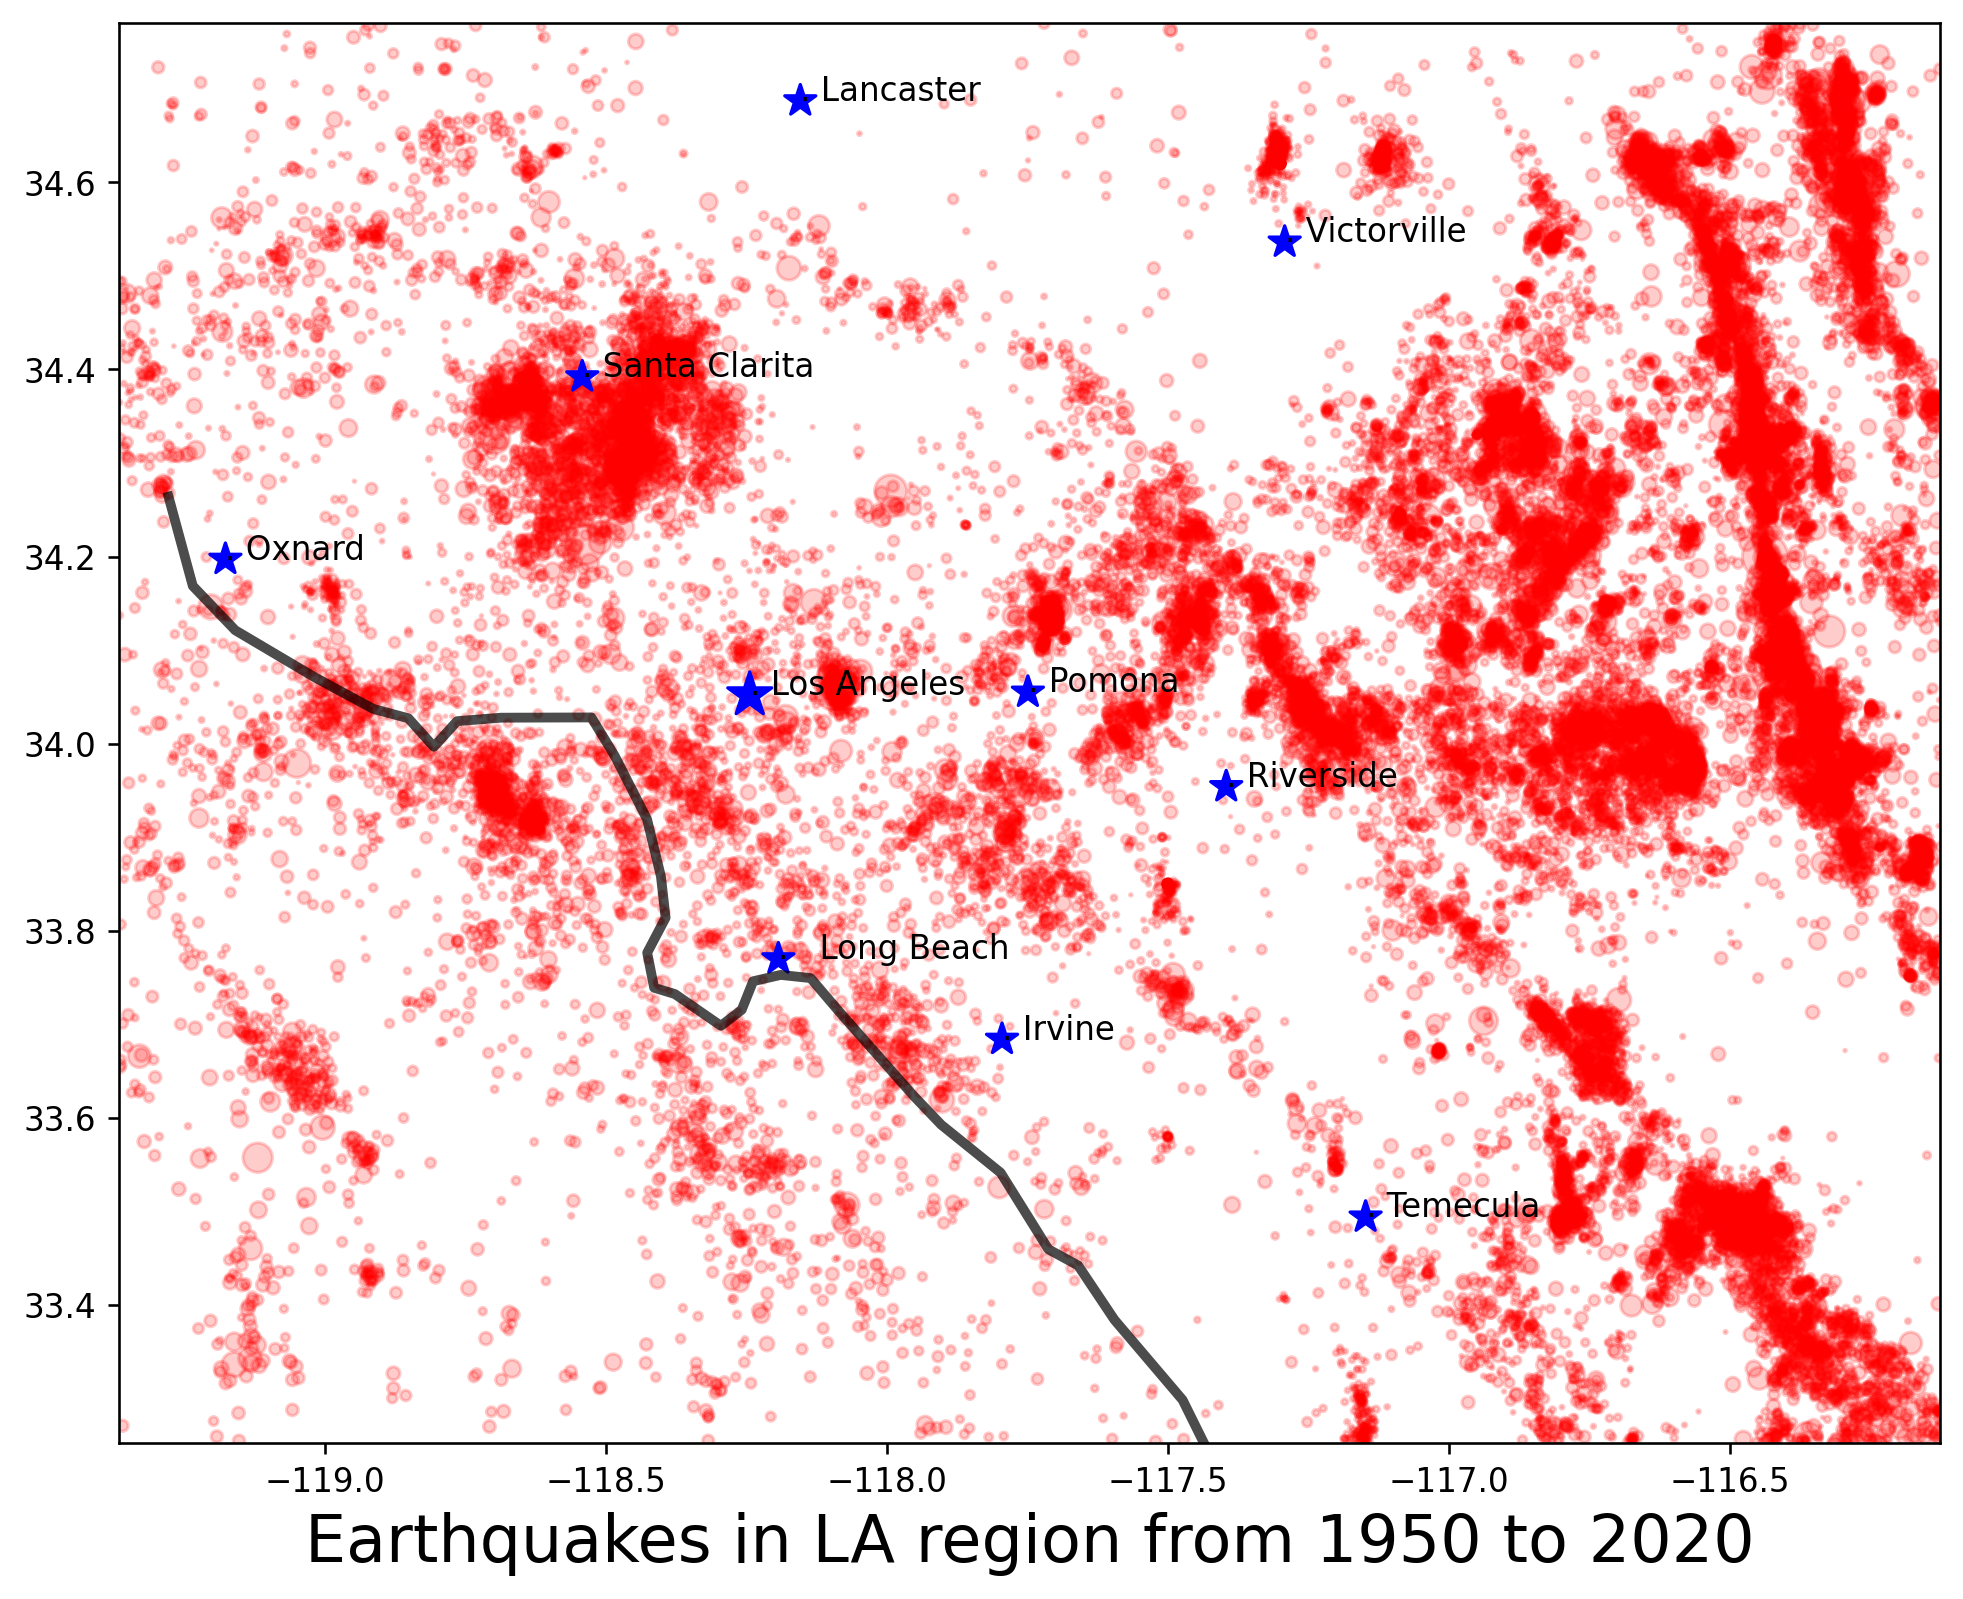 Lancaster
34.6
Victorville
34.4
Santa Clarita
34.2
Oxnard
Los Angeles
Pomona
34.0
Riverside
33.8
Long Beach
Irvine
33.6
Temecula
33.4
−119.0 −118.5 −118.0 −117.5 −117.0 −116.5
Earthquakes in LA region from 1950 to 2020